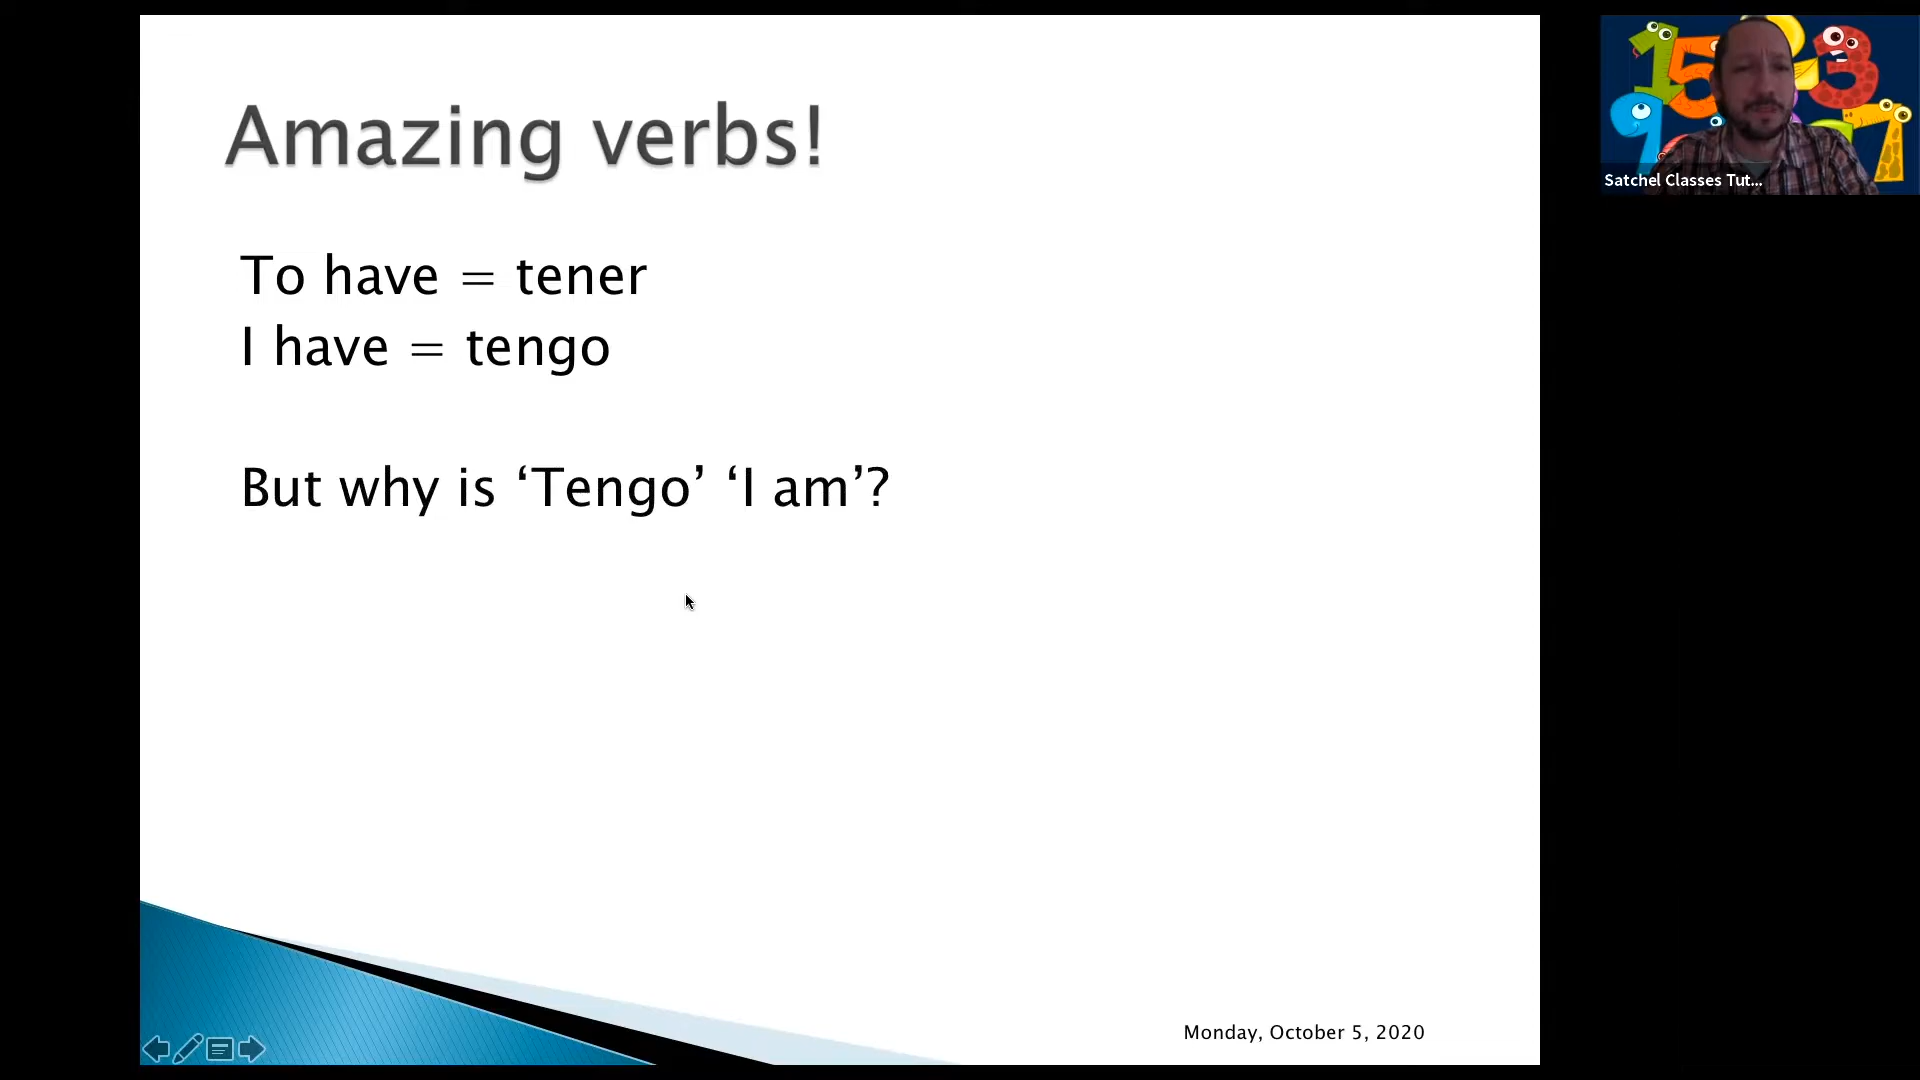 Amazing verbs!
To have = tener
I have = tengo
But why is ‘Tengo’ ‘I am’?
Monday, October 5, 2020
Satchel Classes Tut...